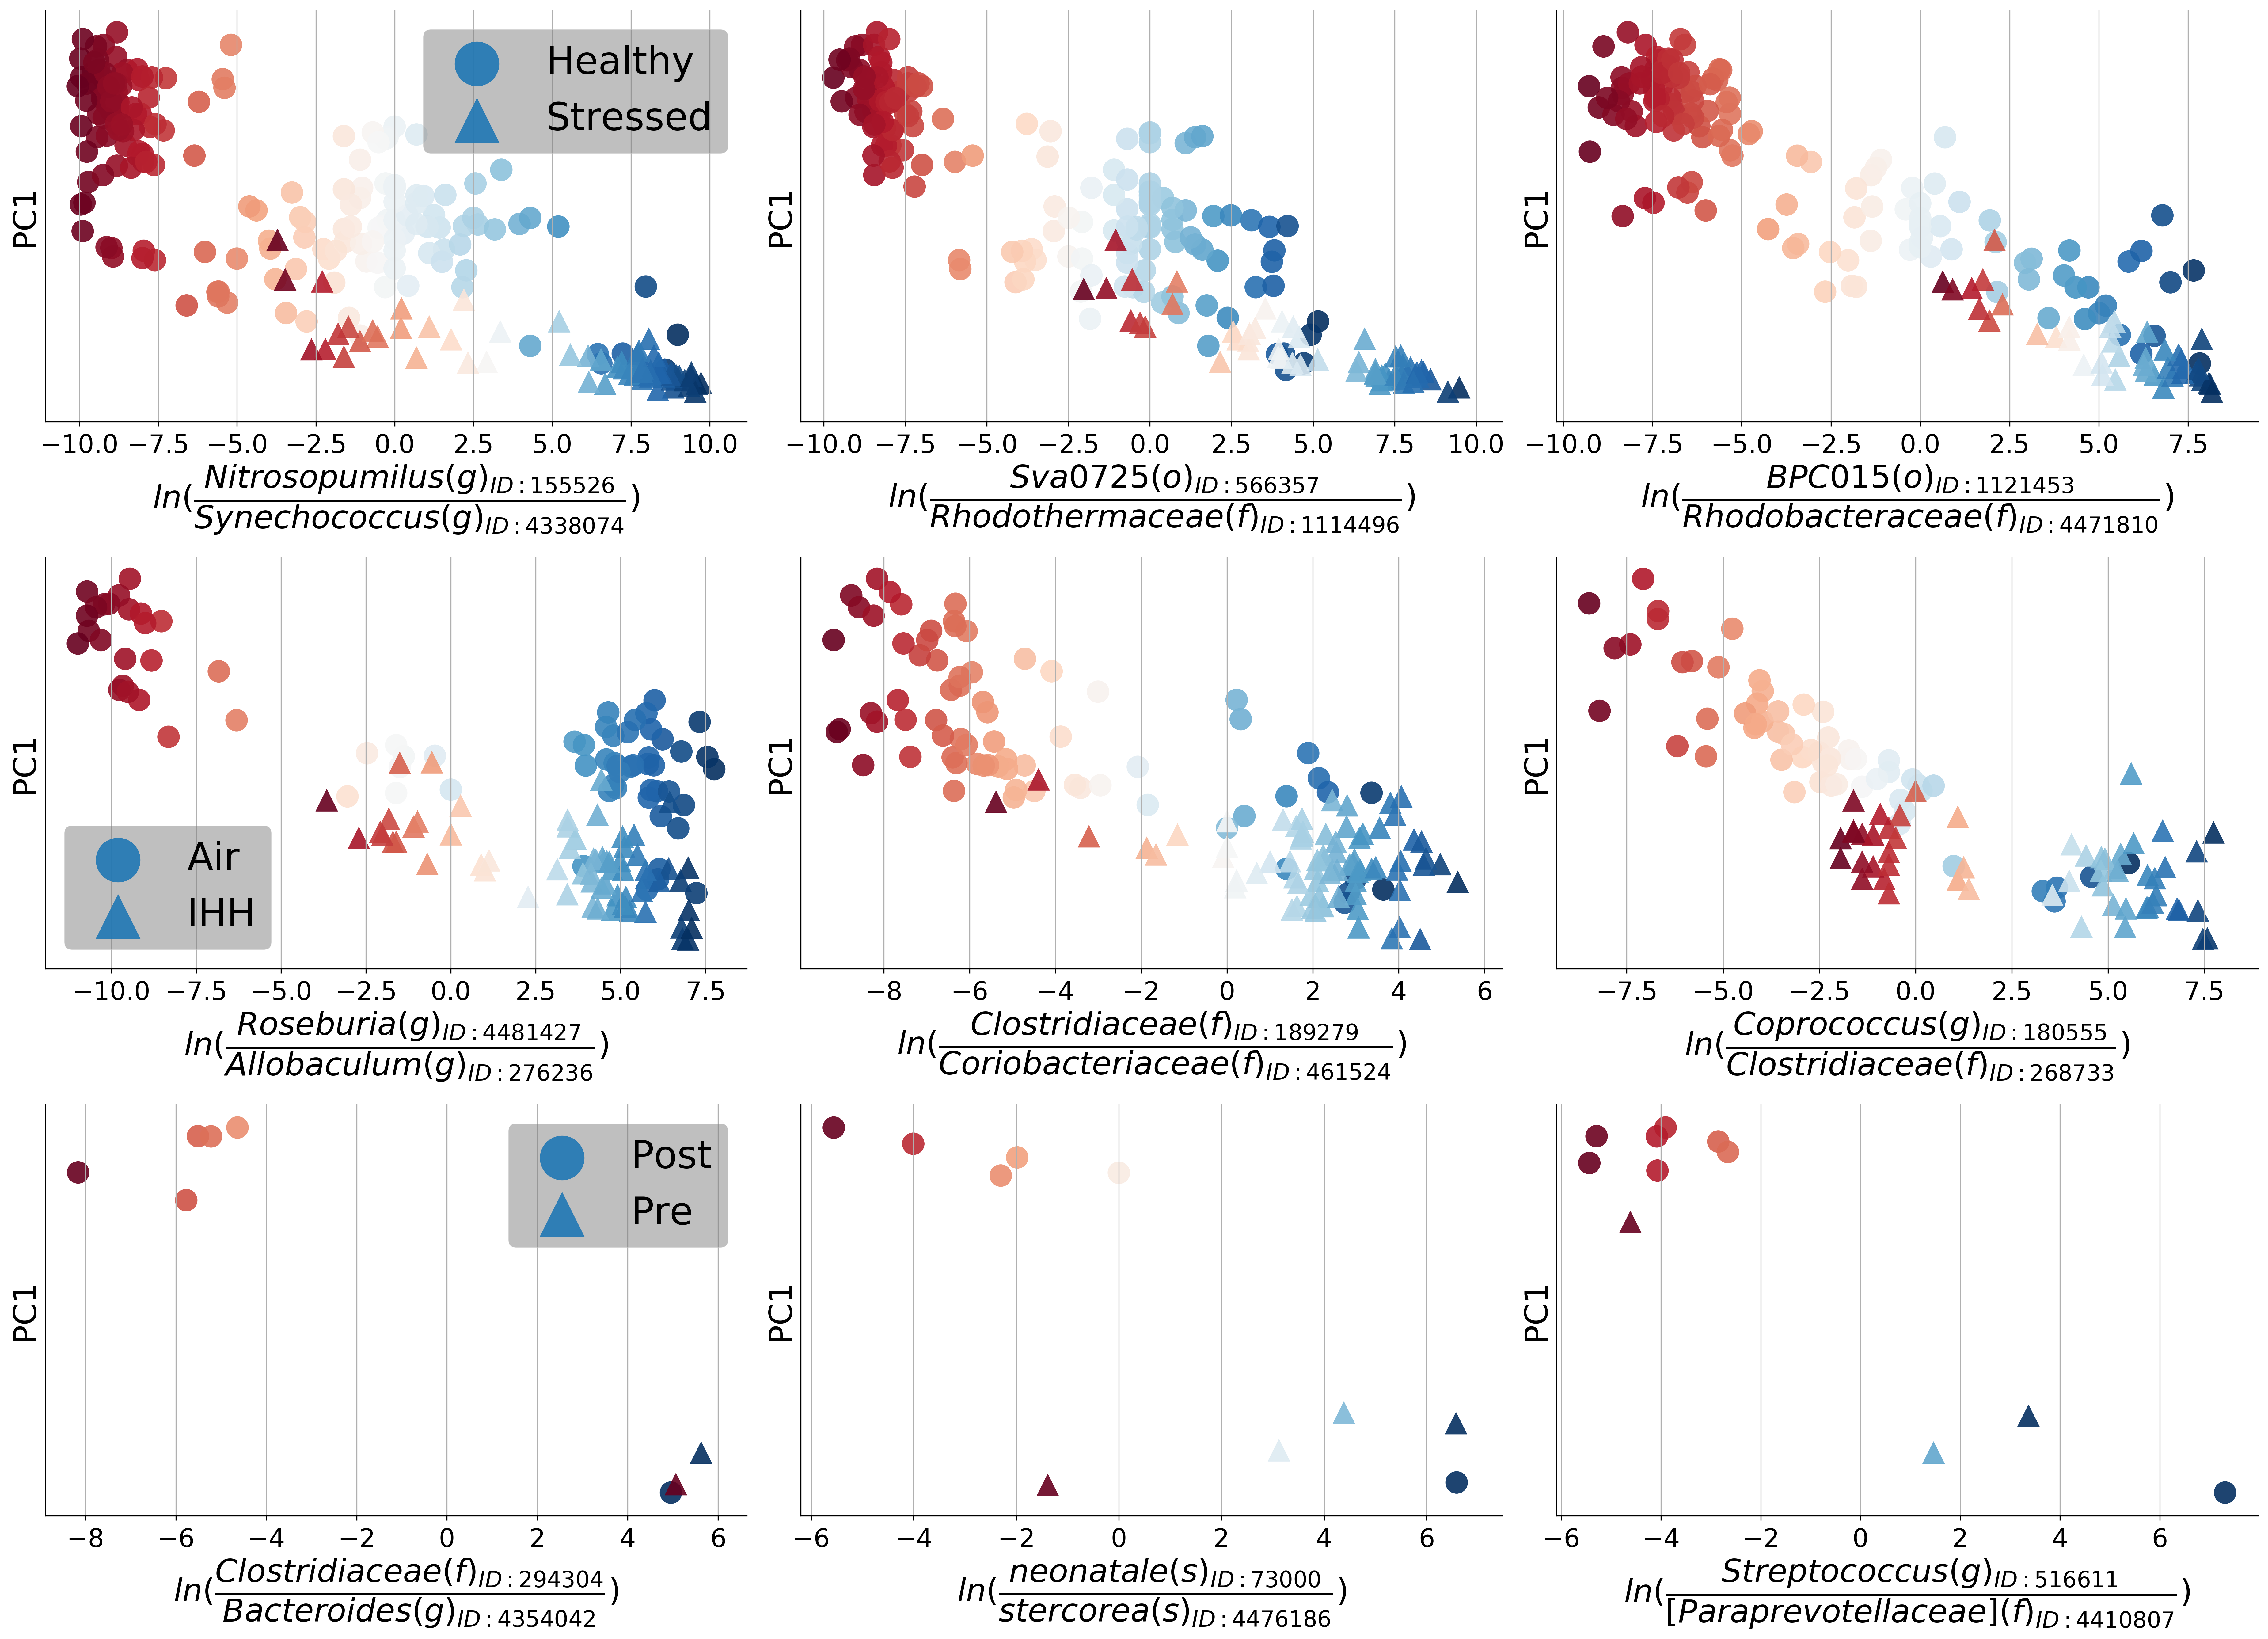 PC1
Healthy
Stressed
−10.0 −7.5 −5.0 −2.5 0.0 2.5 5.0 7.5 10.0
ln(Nitrosopumilus(g)ID:155526/Synechococcus(g)ID:4338074)
PC1
−10.0 −7.5 −5.0 −2.5 0.0 2.5 5.0 7.5 10.0
ln(Sva0725(o)ID:566357/Rhodothermaceae(f)ID:1114496)
PC1
−10.0 −7.5 −5.0 −2.5 0.0 2.5 5.0 7.5
ln(BPC015(o)ID:1121453/Rhodobacteraceae(f)ID:4471810)
PC1
Air
IHH
−10.0 −7.5 −5.0 −2.5 0.0 2.5 5.0 7.5
ln(Roseburia(g)ID:4481427/Allobaculum(g)ID:276236)
PC1
−8 −6 −4 −2 0 2 4 6
ln(Clostridiaceae(f)ID:189279/Coriobacteriaceae(f)ID:461524)
PC1
−7.5 −5.0 −2.5 0.0 2.5 5.0 7.5
ln(Coprococcus(g)ID:180555/Clostridiaceae(f)ID:268733)
PC1
Post
Pre
−8 −6 −4 −2 0 2 4 6
ln(Clostridiaceae(f)ID:294304/Bacteroides(g)ID:4354042)
PC1
−6 −4 −2 0 2 4 6
ln(neonatale(s)ID:73000/stercorea(s)ID:4476186)
PC1
−6 −4 −2 0 2 4 6
ln(Streptococcus(g)ID:516611/[Paraprevotellaceae](f)ID:4410807)